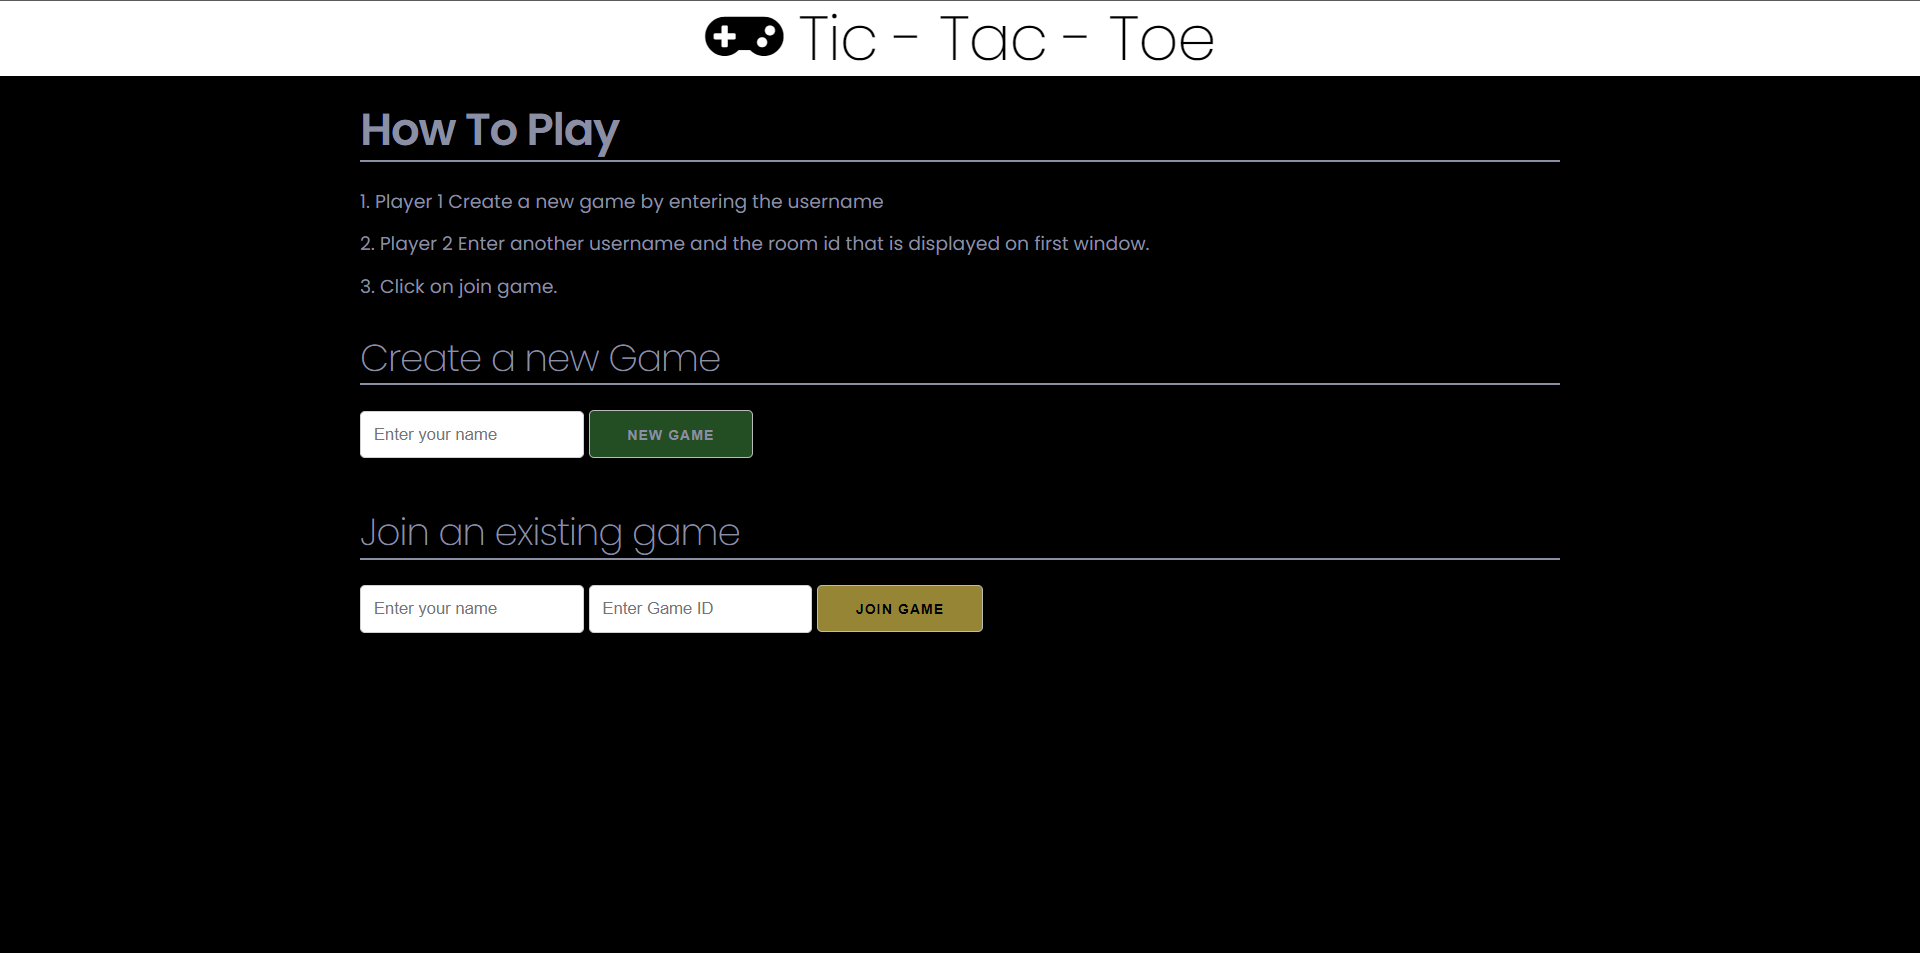 Tic - Tac - Toe
How To Play
1. Player 1 Create a new game by entering the username
2. Player 2 Enter another username and the room id that is displayed on first window.
3. Click on join game.
Create a new Game
Enter your name NEW GAME
Join an existing game
Enter your name Enter Game ID JOIN GAME